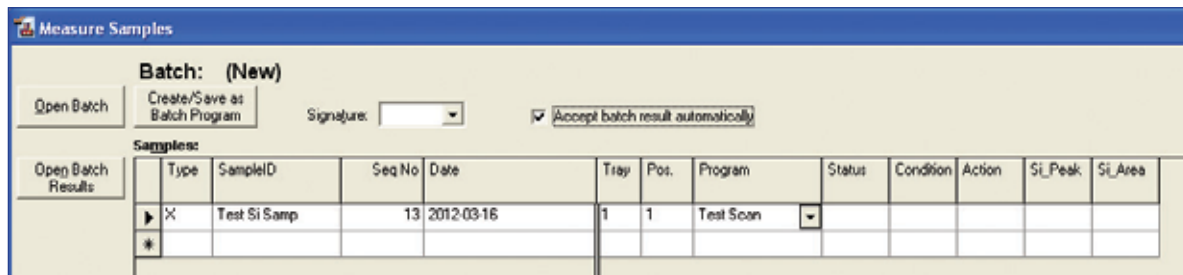 Measure Samples
Batch: (New)
Open Batch
Create/Save as
Batch Program
Signature:
Accept batch result automatically
Samples:
Open Batch
Results
Type SampleID Seq No Date Tray Pos. Program Status Condition Action Si_Peak Si_Area
X Test Si Samp 13 2012-03-16 1 1 Test Scan
*